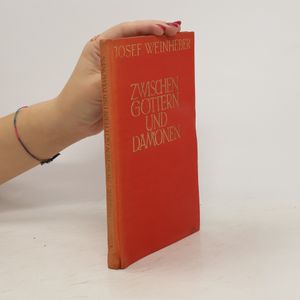 JOSEF WEINHEBER
ZWISCHEN
GÖTTERN
UND
DÄMONEN